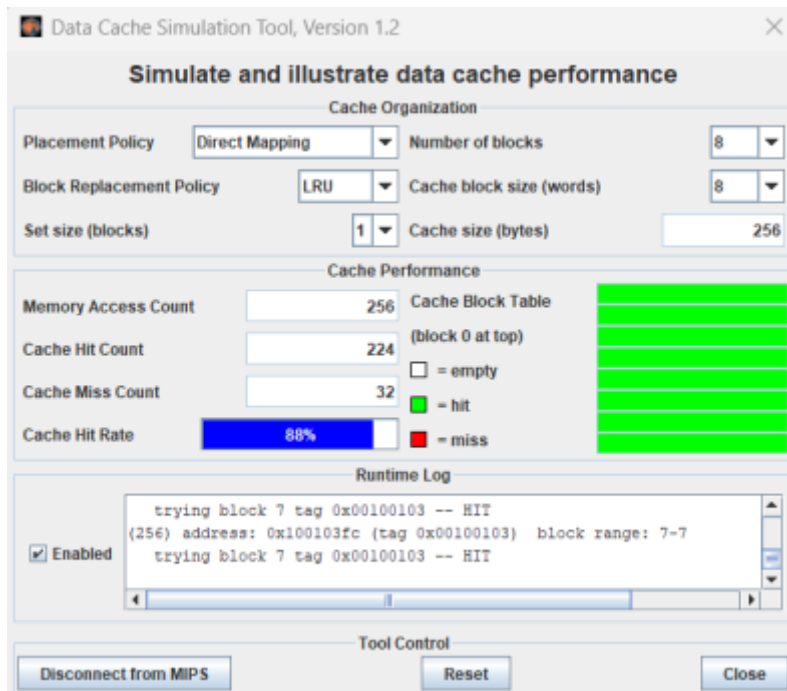 Data Cache Simulation Tool, Version 1.2
Simulate and illustrate data cache performance
Cache Organization
Placement Policy Direct Mapping Number of blocks 8
Block Replacement Policy LRU Cache block size (words) 8
Set size (blocks) 1 Cache size (bytes) 256
Cache Performance
Memory Access Count 256 Cache Block Table
(block 0 at top)
Cache Hit Count 224
= empty
Cache Miss Count 32
= hit
Cache Hit Rate 88% = miss
Runtime Log
trying block 7 tag 0x00100103 -- HIT
(256) address: 0x100103fc (tag 0x00100103) block range: 7-7
Enabled trying block 7 tag 0x00100103 -- HIT
Tool Control
Disconnect from MIPS Reset Close